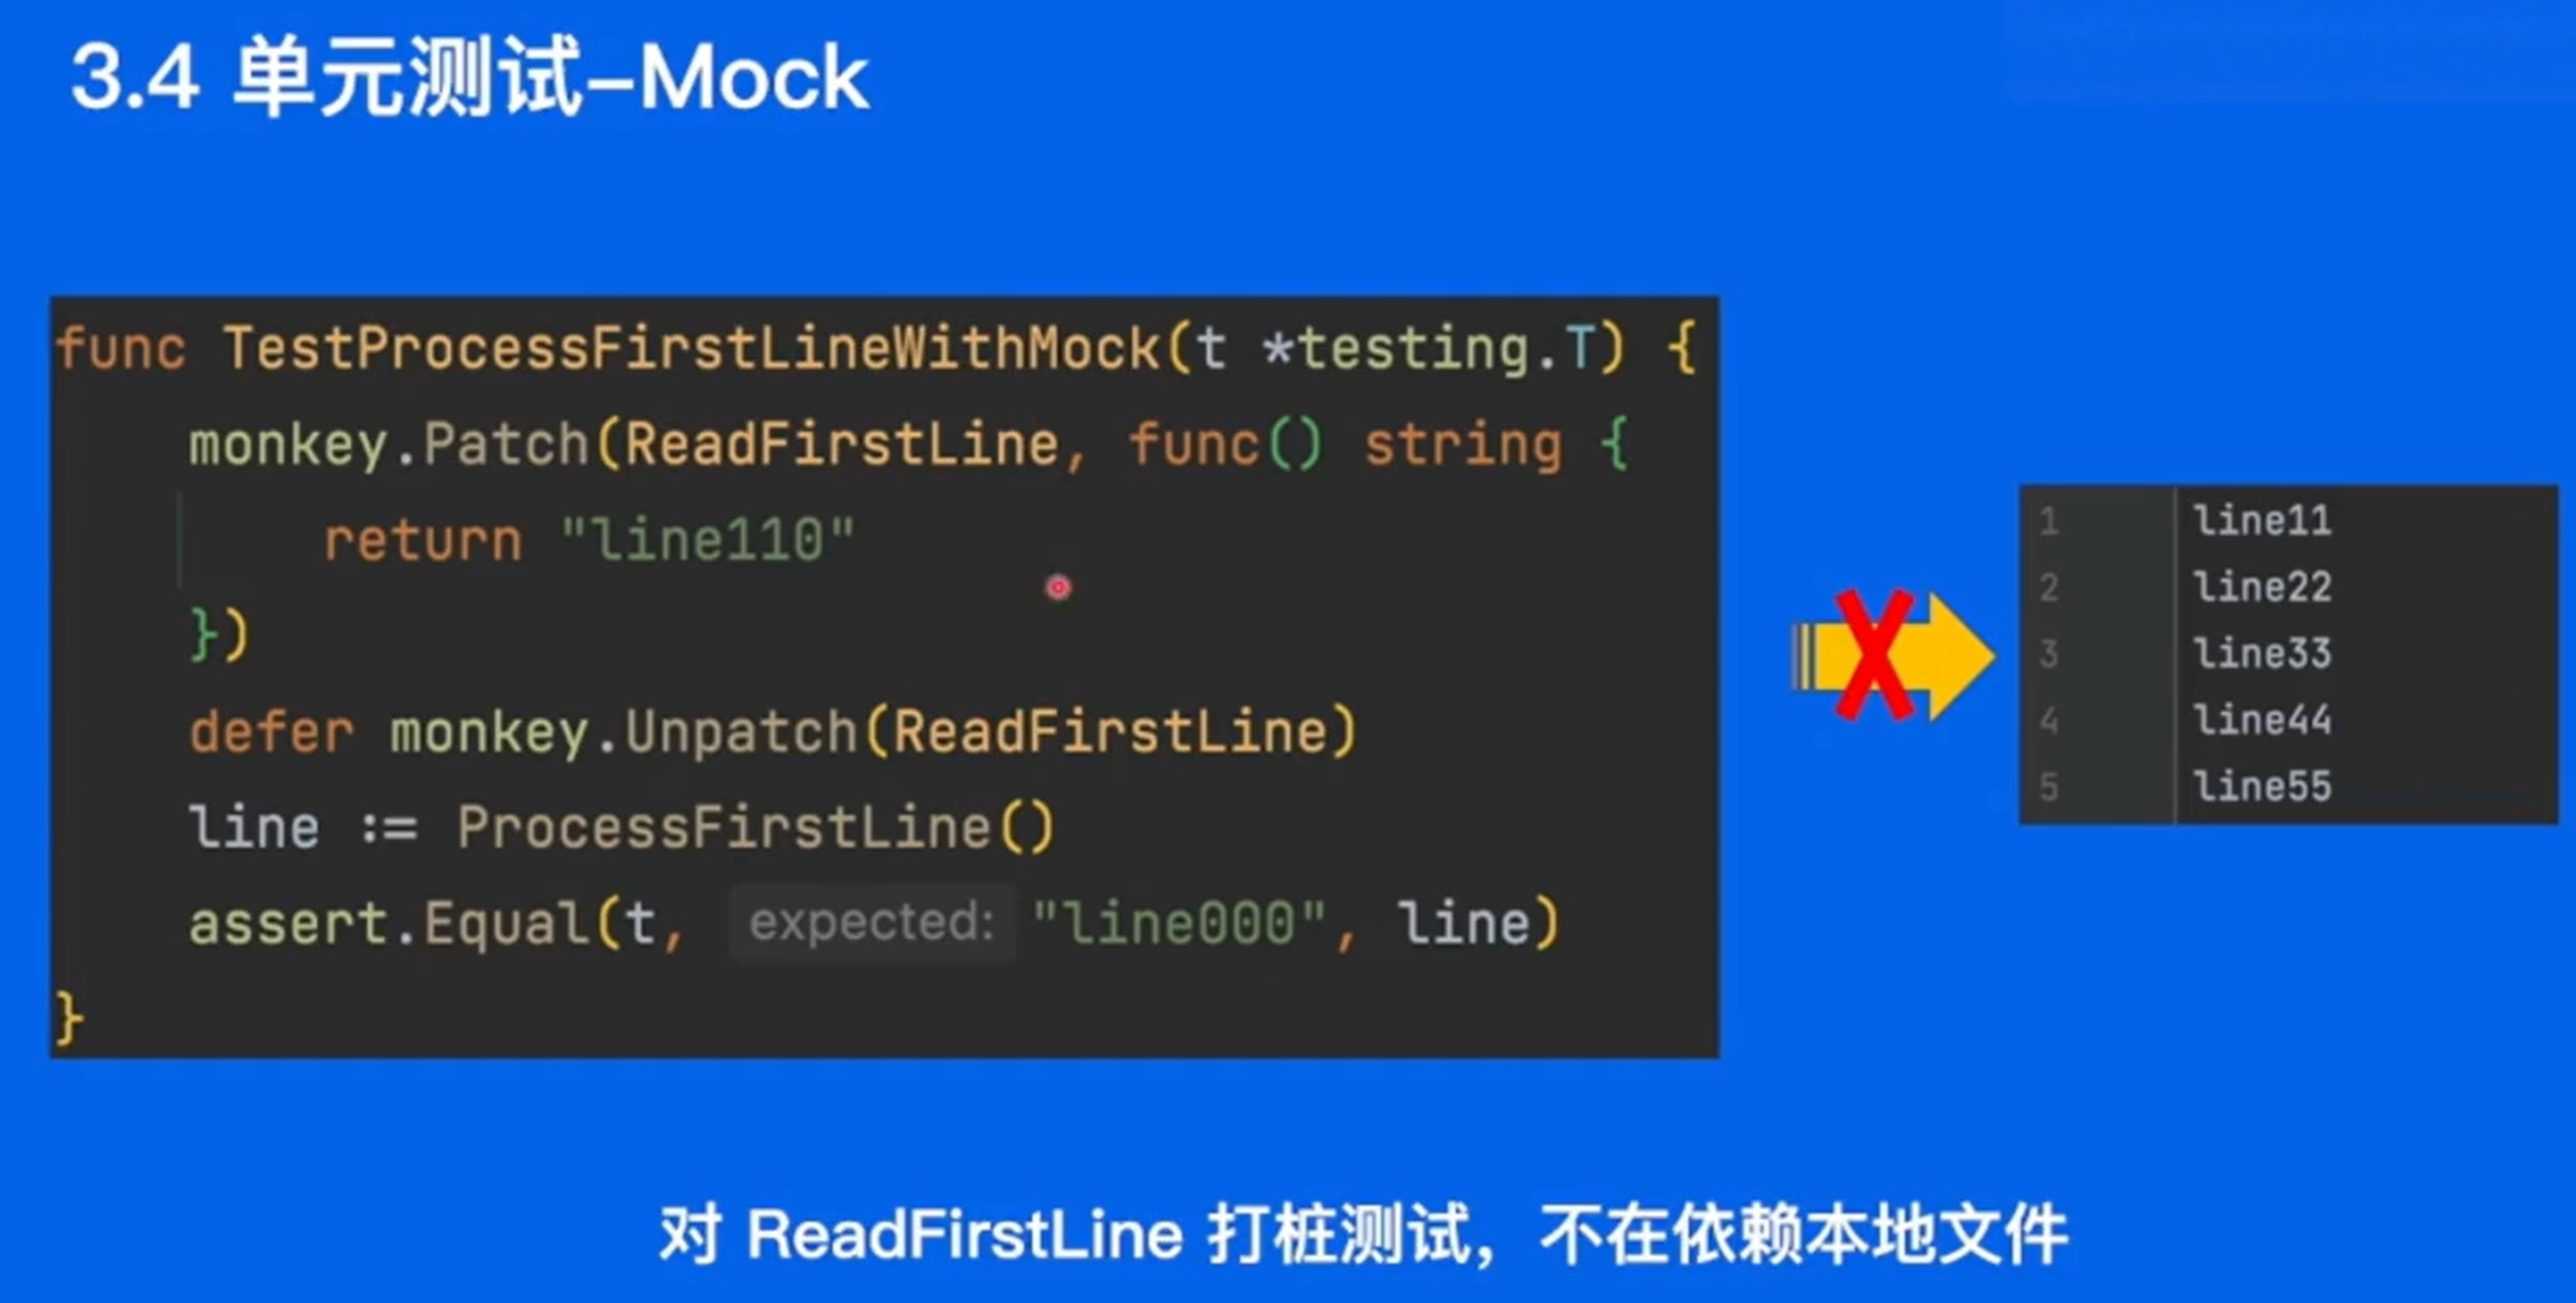 3.4 单元测试-Mock
func TestProcessFirstLineWithMock(t *testing.T) {
monkey.Patch(ReadFirstLine, func() string {
return "line110"
})
defer monkey.Unpatch(ReadFirstLine)
line := ProcessFirstLine()
assert.Equal(t, expected: "line000", line)
}
1 line11
2 line22
3 line33
4 line44
5 line55
对 ReadFirstLine 打桩测试，不在依赖本地文件